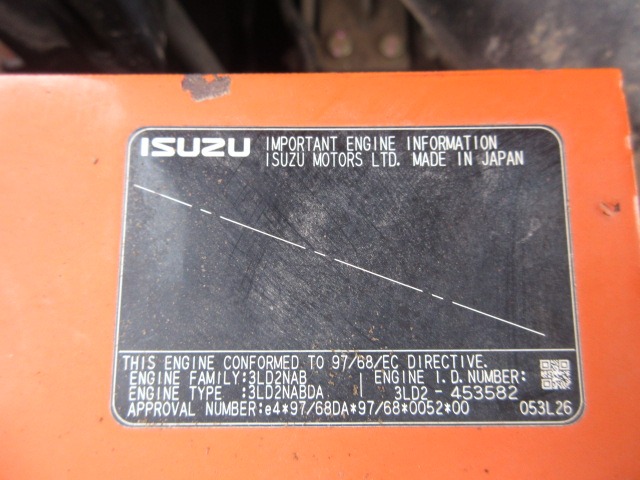 ISUZU IMPORTANT ENGINE INFORMATION
ISUZU MOTORS LTD. MADE IN JAPAN
THIS ENGINE CONFORMED TO 97/68/EC DIRECTIVE.
ENGINE FAMILY:3LD2NAB ENGINE I.D.NUMBER:
ENGINE TYPE :3LD2NABDA 3LD2 - 453582
APPROVAL NUMBER:e4*97/68DA*97/68*0052*00 053L26